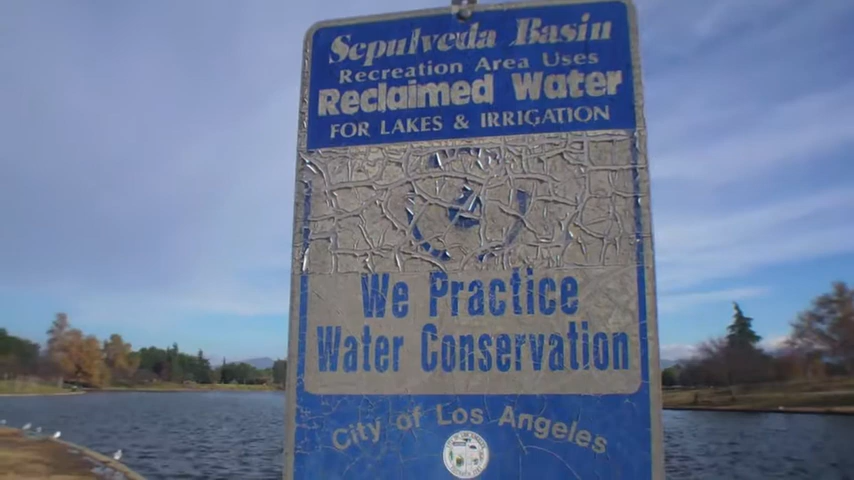 Sepulveda Basin
Recreation Area Uses
Reclaimed Water
FOR LAKES & IRRIGATION
We Practice
Water Conservation
City of Los Angeles